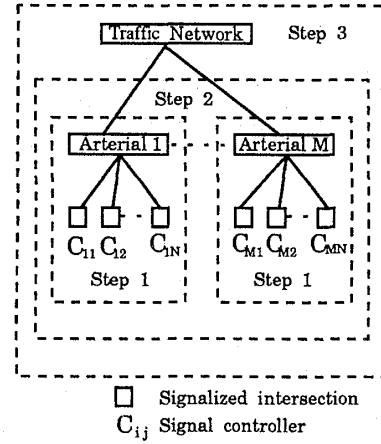 Traffic Network Step 3
Step 2
Arterial 1 Arterial M
C11 C12 C1N CM1 CM2 CMN
Step 1 Step 1
Signalized intersection
Cij Signal controller